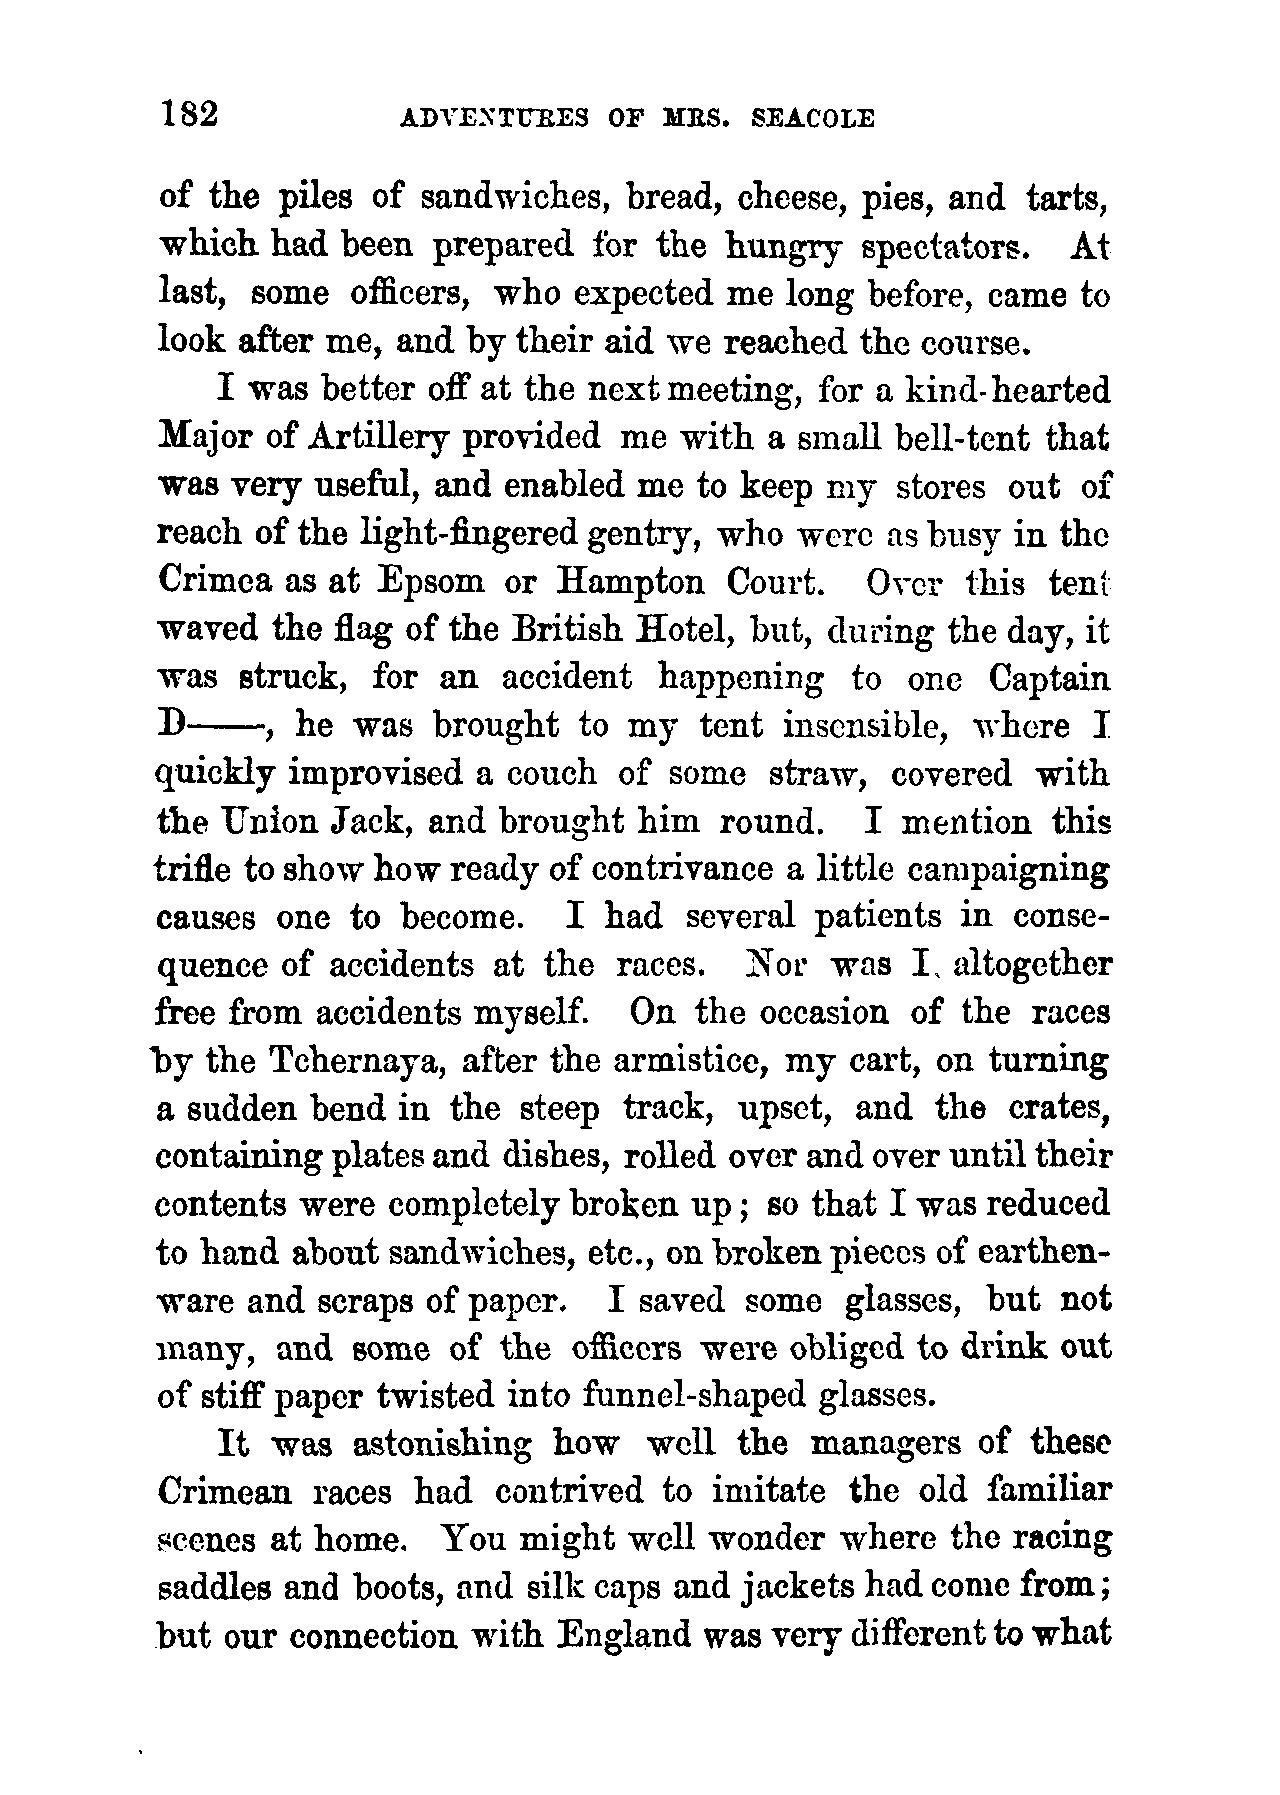 182 ADVENTURES OF MRS. SEACOLE
of the piles of sandwiches, bread, cheese, pies, and tarts,
which had been prepared for the hungry spectators. At
last, some officers, who expected me long before, came to
look after me, and by their aid we reached the course.
I was better off at the next meeting, for a kind-hearted
Major of Artillery provided me with a small bell-tent that
was very useful, and enabled me to keep my stores out of
reach of the light-fingered gentry, who were as busy in the
Crimea as at Epsom or Hampton Court. Over this tent
waved the flag of the British Hotel, but, during the day, it
was struck, for an accident happening to one Captain
D——, he was brought to my tent insensible, where I
quickly improvised a couch of some straw, covered with
the Union Jack, and brought him round. I mention this
trifle to show how ready of contrivance a little campaigning
causes one to become. I had several patients in conse-
quence of accidents at the races. Nor was I altogether
free from accidents myself. On the occasion of the races
by the Tchernaya, after the armistice, my cart, on turning
a sudden bend in the steep track, upset, and the crates,
containing plates and dishes, rolled over and over until their
contents were completely broken up; so that I was reduced
to hand about sandwiches, etc., on broken pieces of earthen-
ware and scraps of paper. I saved some glasses, but not
many, and some of the officers were obliged to drink out
of stiff paper twisted into funnel-shaped glasses.
It was astonishing how well the managers of these
Crimean races had contrived to imitate the old familiar
scenes at home. You might well wonder where the racing
saddles and boots, and silk caps and jackets had come from;
but our connection with England was very different to what